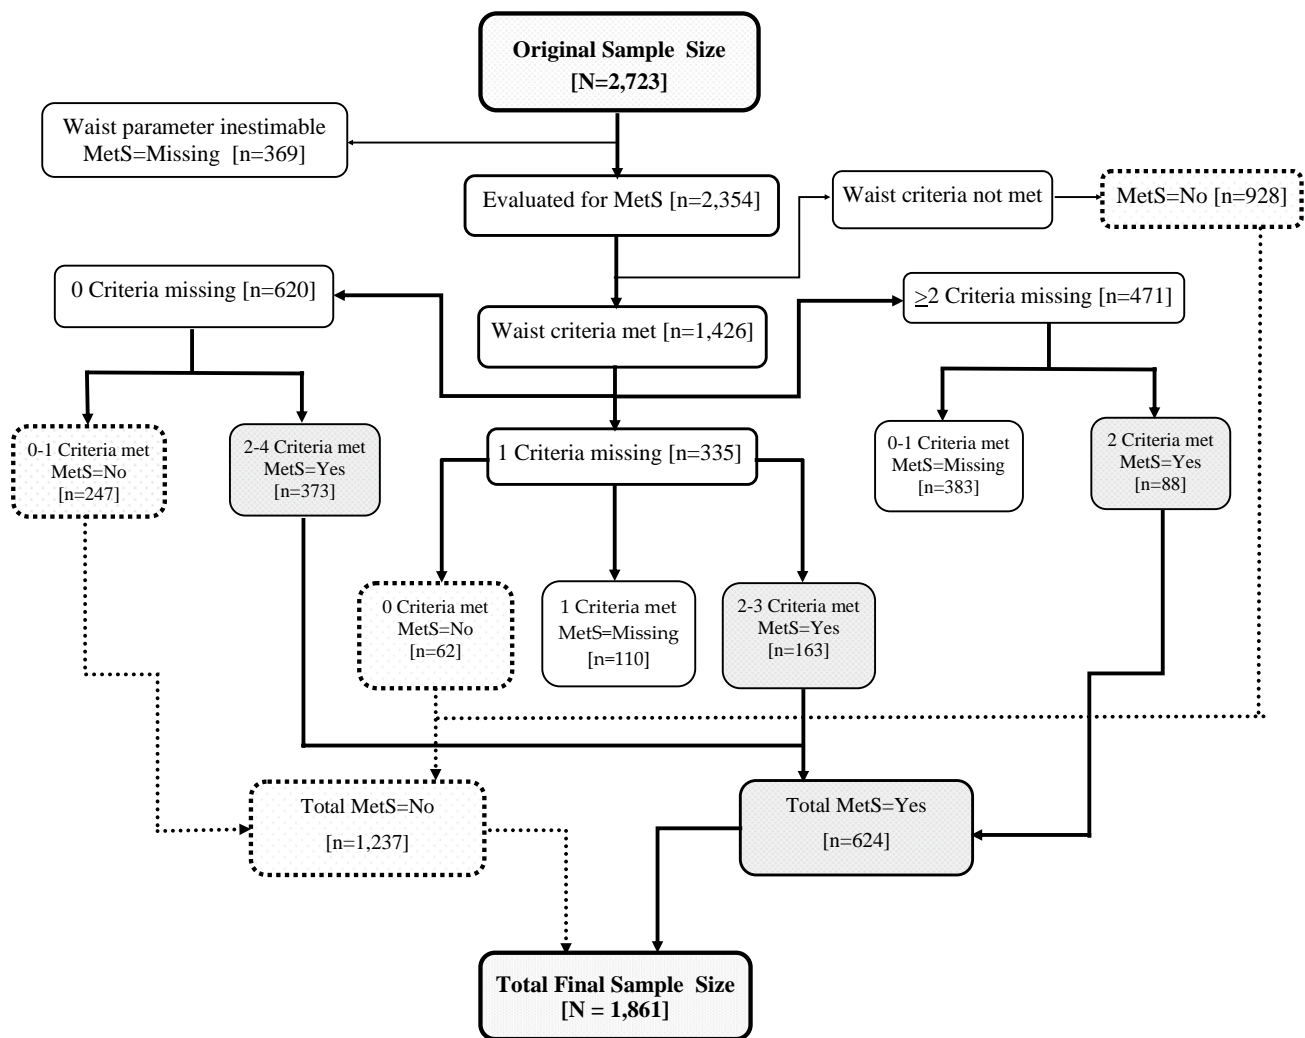 Original Sample Size
[N=2,723]
Waist parameter inestimable
MetS=Missing [n=369]
Evaluated for MetS [n=2,354]
Waist criteria not met
MetS=No [n=928]
0 Criteria missing [n=620]
Waist criteria met [n=1,426]
≥2 Criteria missing [n=471]
0-1 Criteria met
MetS=No
[n=247]
2-4 Criteria met
MetS=Yes
[n=373]
1 Criteria missing [n=335]
0-1 Criteria met
MetS=Missing
[n=383]
2 Criteria met
MetS=Yes
[n=88]
0 Criteria met
MetS=No
[n=62]
1 Criteria met
MetS=Missing
[n=110]
2-3 Criteria met
MetS=Yes
[n=163]
Total MetS=No
[n=1,237]
Total MetS=Yes
[n=624]
Total Final Sample Size
[N = 1,861]